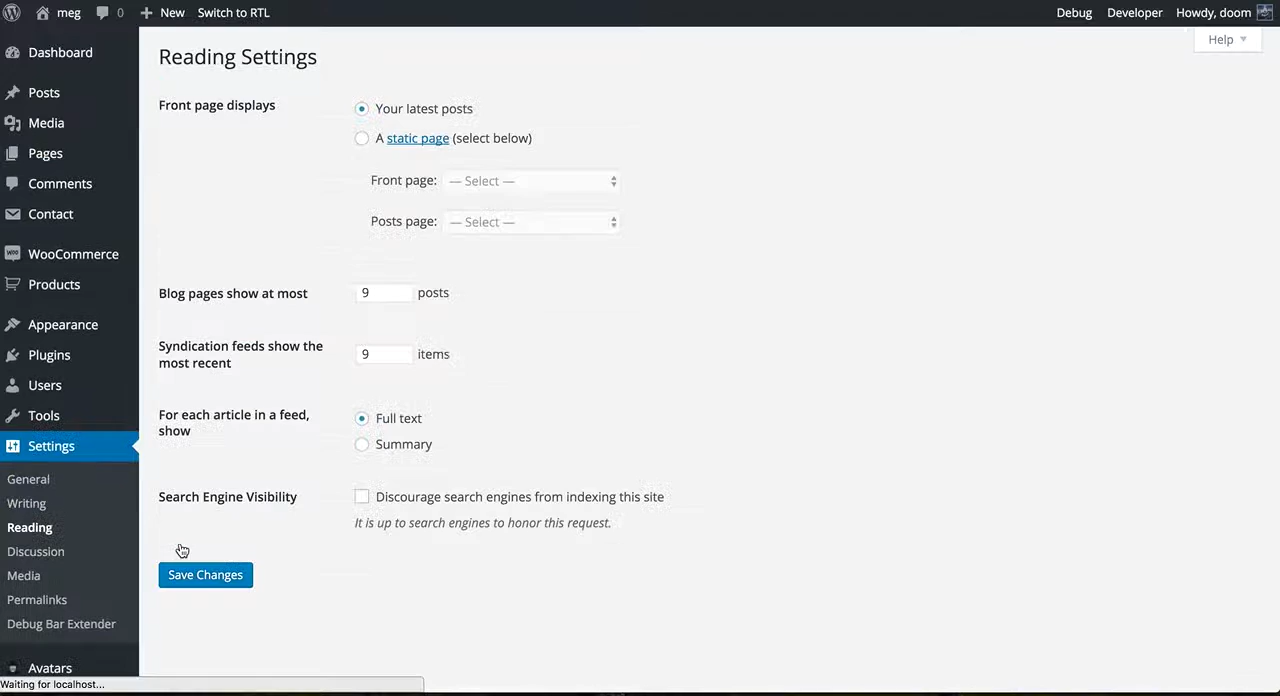 meg 0 New Switch to RTL Debug Developer Howdy, doom
Help
Dashboard
Posts
Media
Pages
Comments
Contact
WOO WooCommerce
Products
Appearance
Plugins
Users
Tools
Settings
General
Writing
Reading
Discussion
Media
Permalinks
Debug Bar Extender
Avatars
Waiting for localhost...
Reading Settings
Front page displays
Your latest posts
A static page (select below)
Front page: — Select —
Posts page: — Select —
Blog pages show at most 9 posts
Syndication feeds show the
most recent
9 items
For each article in a feed,
show
Full text
Summary
Search Engine Visibility Discourage search engines from indexing this site
It is up to search engines to honor this request.
Save Changes